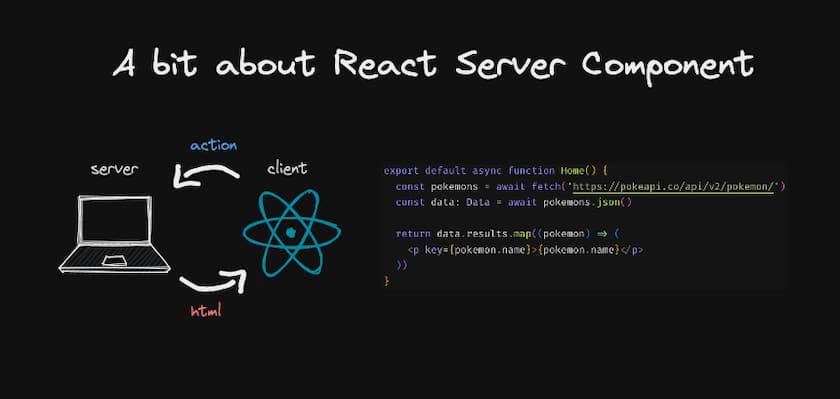 A bit about React Server Component
action
server
client
html
export default async function Home() {
const pokemons = await fetch('https://pokeapi.co/api/v2/pokemon/')
const data: Data = await pokemons.json()
return data.results.map((pokemon) => (
<p key={pokemon.name}>{pokemon.name}</p>
))
}